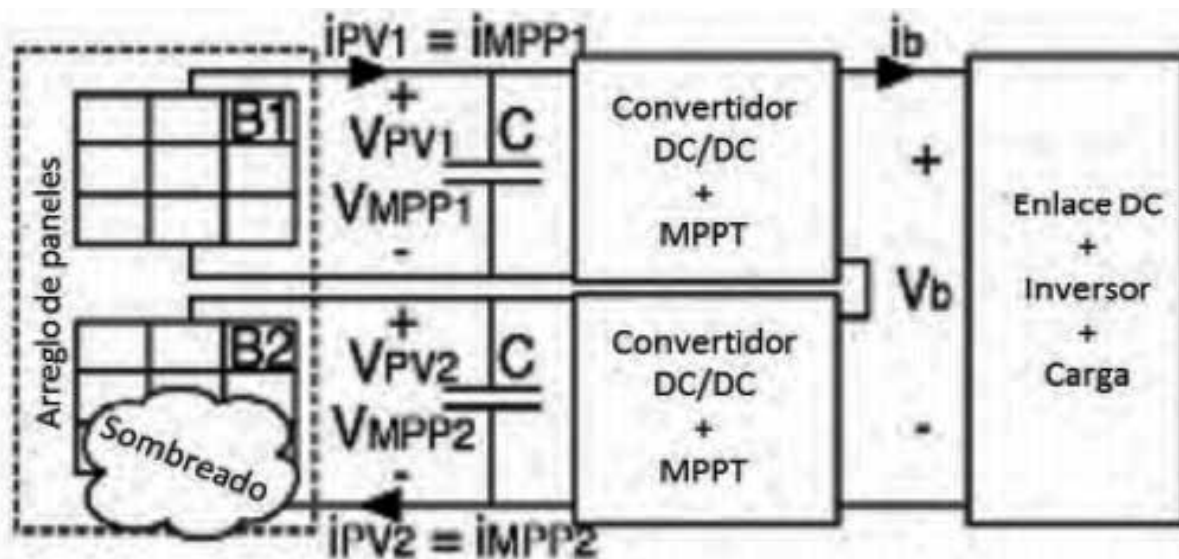 iPV1 = iMPP1
ib
B1
+
VPV1
C
VMPP1
-
Convertidor
DC/DC
+
MPPT
+
Vb
-
Enlace DC
+
Inversor
+
Carga
Arreglo de paneles
B2
Sombreado
+
VPV2
C
VMPP2
-
Convertidor
DC/DC
+
MPPT
iPV2 = iMPP2